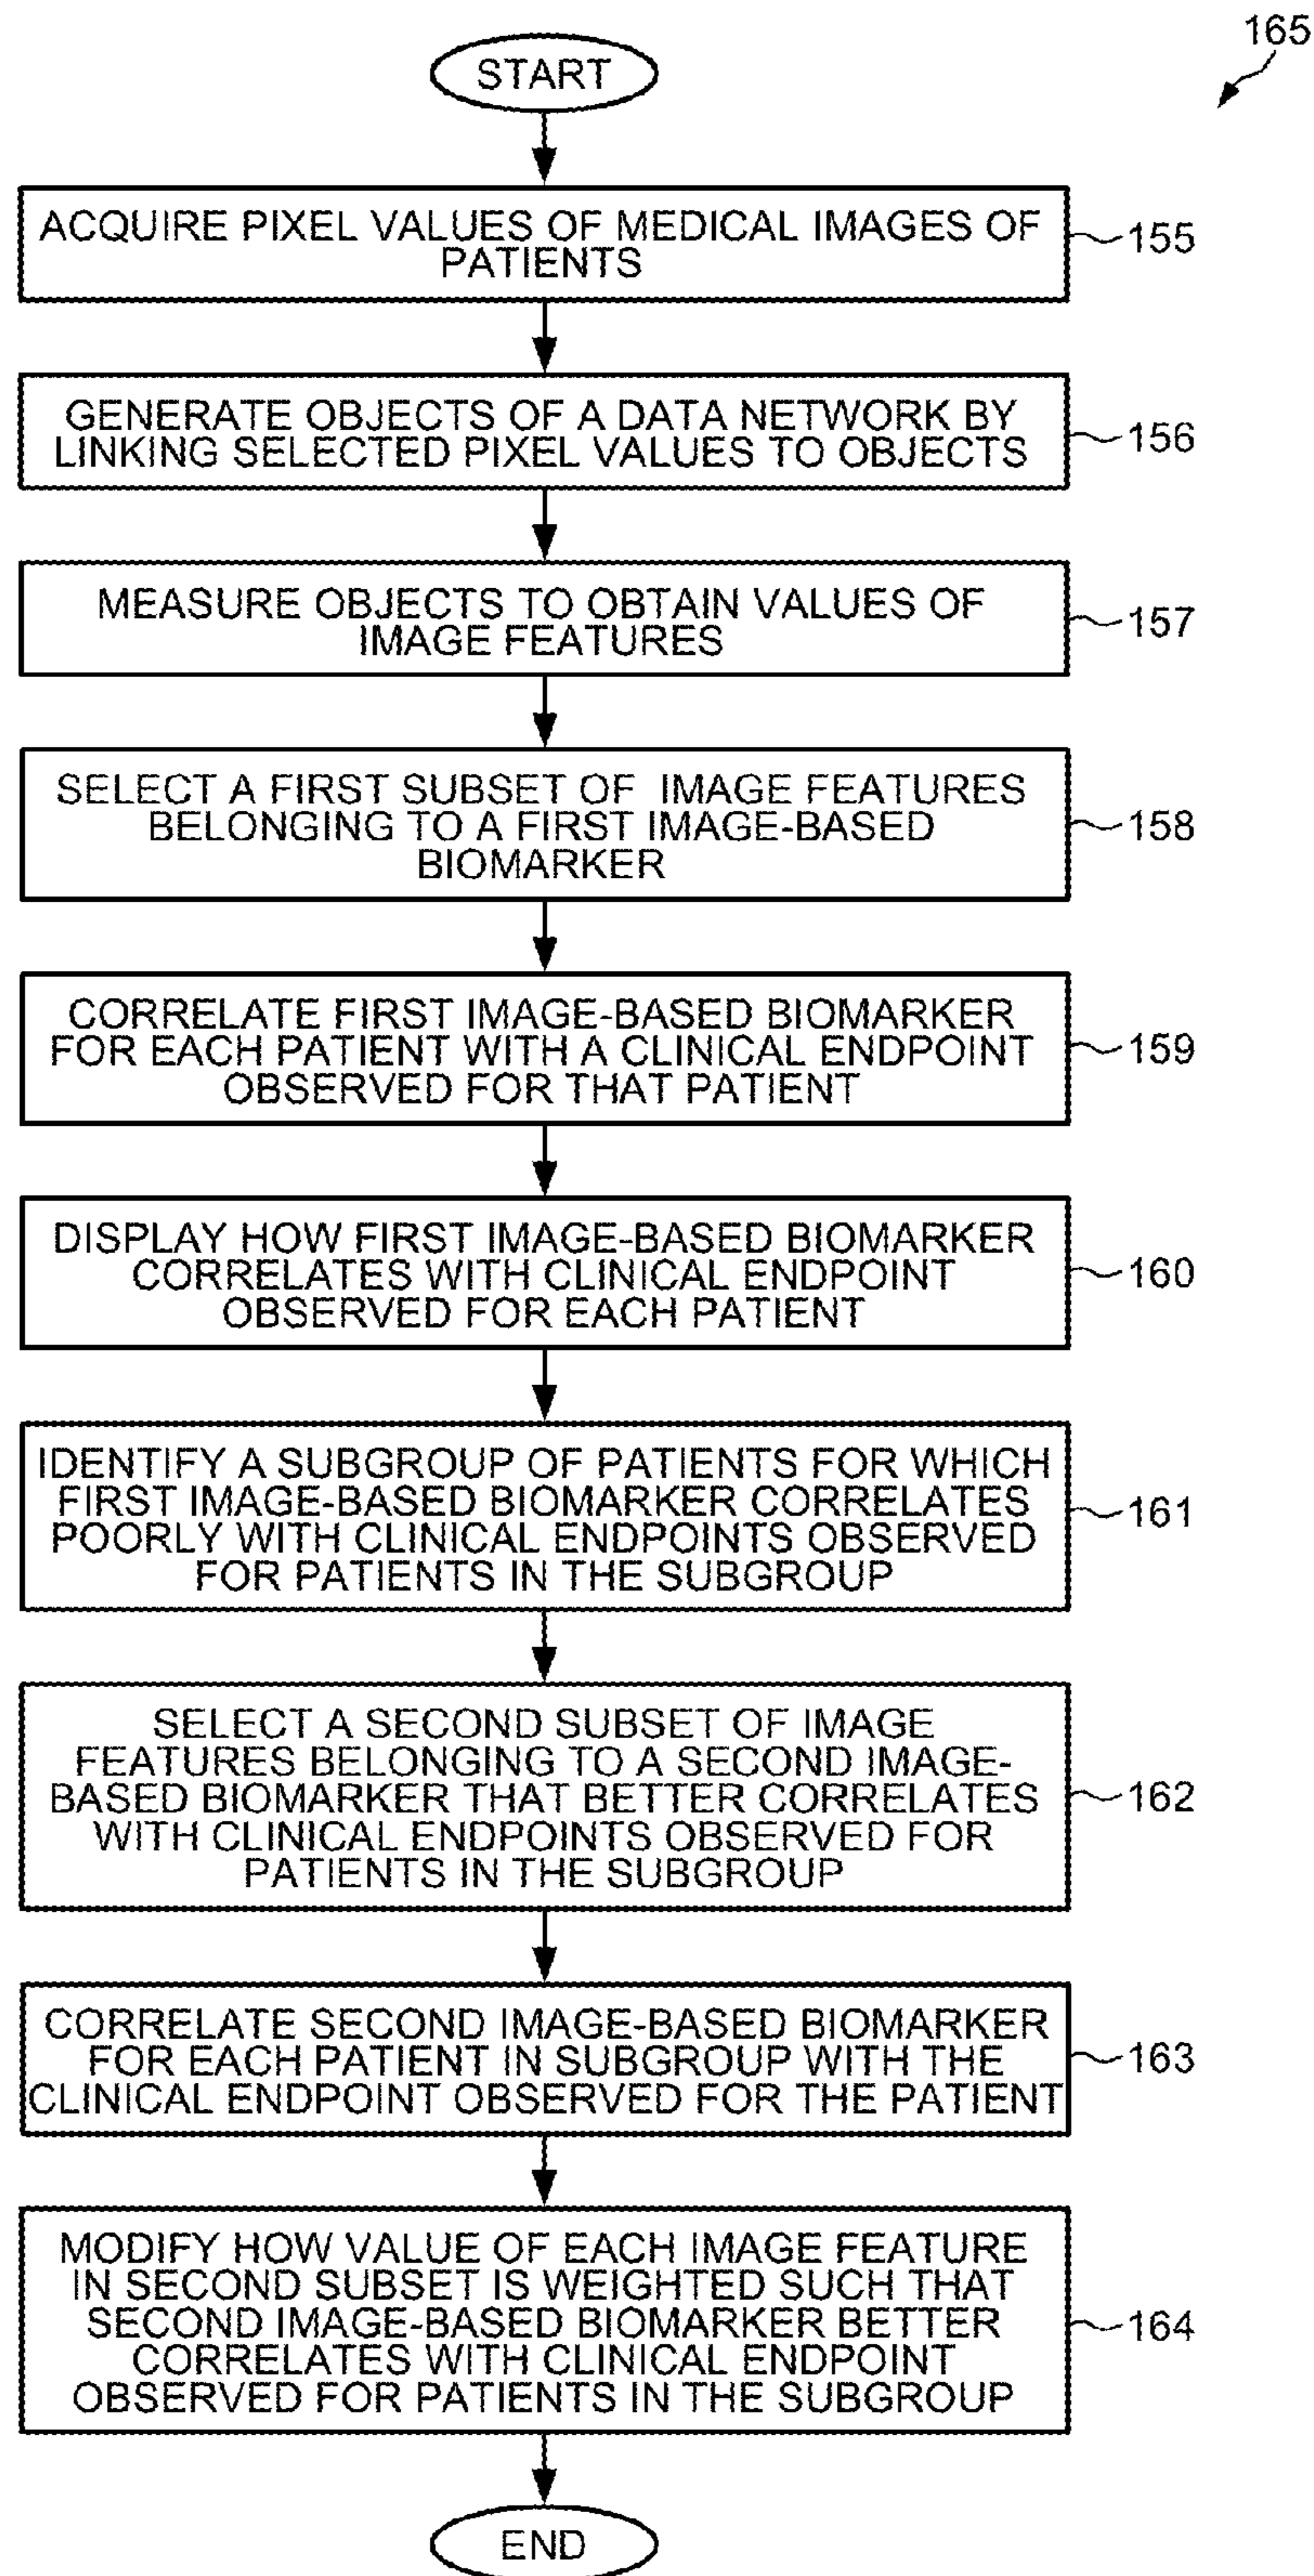 165
START
ACQUIRE PIXEL VALUES OF MEDICAL IMAGES OF
PATIENTS
155
GENERATE OBJECTS OF A DATA NETWORK BY
LINKING SELECTED PIXEL VALUES TO OBJECTS
156
MEASURE OBJECTS TO OBTAIN VALUES OF
IMAGE FEATURES
157
SELECT A FIRST SUBSET OF IMAGE FEATURES
BELONGING TO A FIRST IMAGE-BASED
BIOMARKER
158
CORRELATE FIRST IMAGE-BASED BIOMARKER
FOR EACH PATIENT WITH A CLINICAL ENDPOINT
OBSERVED FOR THAT PATIENT
159
DISPLAY HOW FIRST IMAGE-BASED BIOMARKER
CORRELATES WITH CLINICAL ENDPOINT
OBSERVED FOR EACH PATIENT
160
IDENTIFY A SUBGROUP OF PATIENTS FOR WHICH
FIRST IMAGE-BASED BIOMARKER CORRELATES
POORLY WITH CLINICAL ENDPOINTS OBSERVED
FOR PATIENTS IN THE SUBGROUP
161
SELECT A SECOND SUBSET OF IMAGE
FEATURES BELONGING TO A SECOND IMAGE-
BASED BIOMARKER THAT BETTER CORRELATES
WITH CLINICAL ENDPOINTS OBSERVED FOR
PATIENTS IN THE SUBGROUP
162
CORRELATE SECOND IMAGE-BASED BIOMARKER
FOR EACH PATIENT IN SUBGROUP WITH THE
CLINICAL ENDPOINT OBSERVED FOR THE PATIENT
163
MODIFY HOW VALUE OF EACH IMAGE FEATURE
IN SECOND SUBSET IS WEIGHTED SUCH THAT
SECOND IMAGE-BASED BIOMARKER BETTER
CORRELATES WITH CLINICAL ENDPOINT
OBSERVED FOR PATIENTS IN THE SUBGROUP
164
END